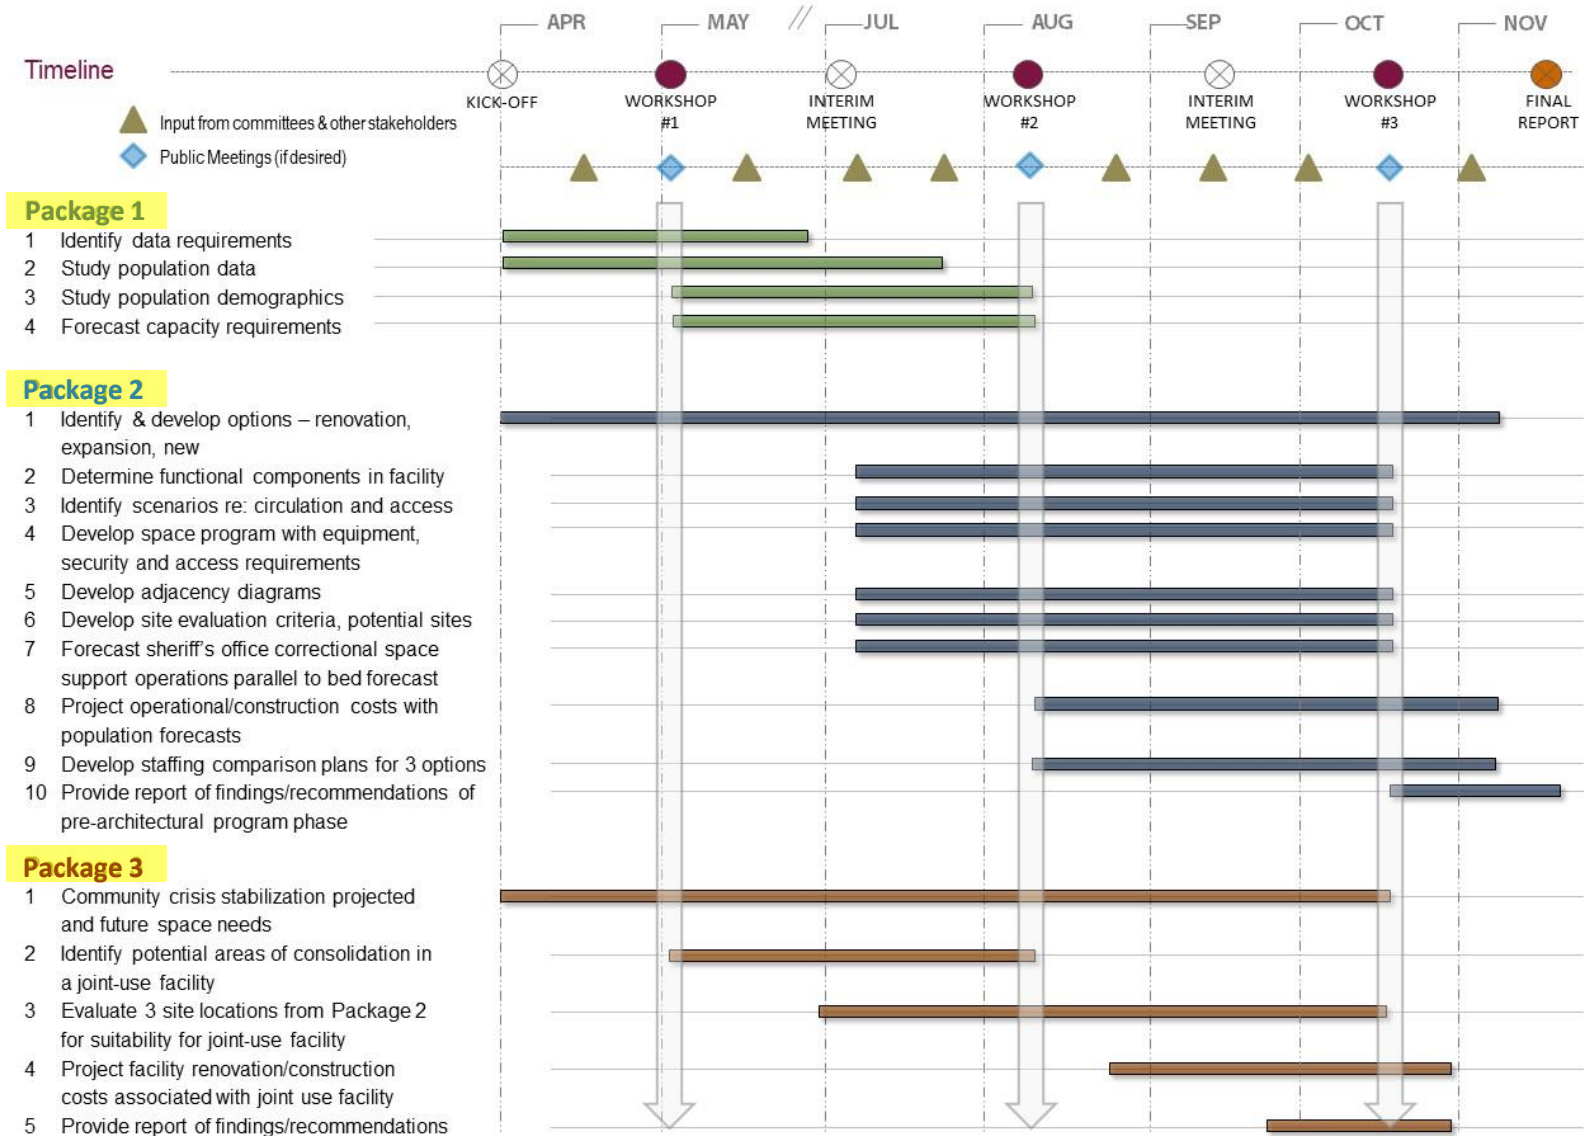 APR MAY // JUL AUG SEP OCT NOV
Timeline
KICK-OFF WORKSHOP INTERIM WORKSHOP INTERIM WORKSHOP FINAL
#1 MEETING #2 MEETING #3 REPORT
Input from committees & other stakeholders
Public Meetings (if desired)
Package 1
1 Identify data requirements
2 Study population data
3 Study population demographics
4 Forecast capacity requirements
Package 2
1 Identify & develop options – renovation,
expansion, new
2 Determine functional components in facility
3 Identify scenarios re: circulation and access
4 Develop space program with equipment,
security and access requirements
5 Develop adjacency diagrams
6 Develop site evaluation criteria, potential sites
7 Forecast sheriff's office correctional space
support operations parallel to bed forecast
8 Project operational/construction costs with
population forecasts
9 Develop staffing comparison plans for 3 options
10 Provide report of findings/recommendations of
pre-architectural program phase
Package 3
1 Community crisis stabilization projected
and future space needs
2 Identify potential areas of consolidation in
a joint-use facility
3 Evaluate 3 site locations from Package 2
for suitability for joint-use facility
4 Project facility renovation/construction
costs associated with joint use facility
5 Provide report of findings/recommendations